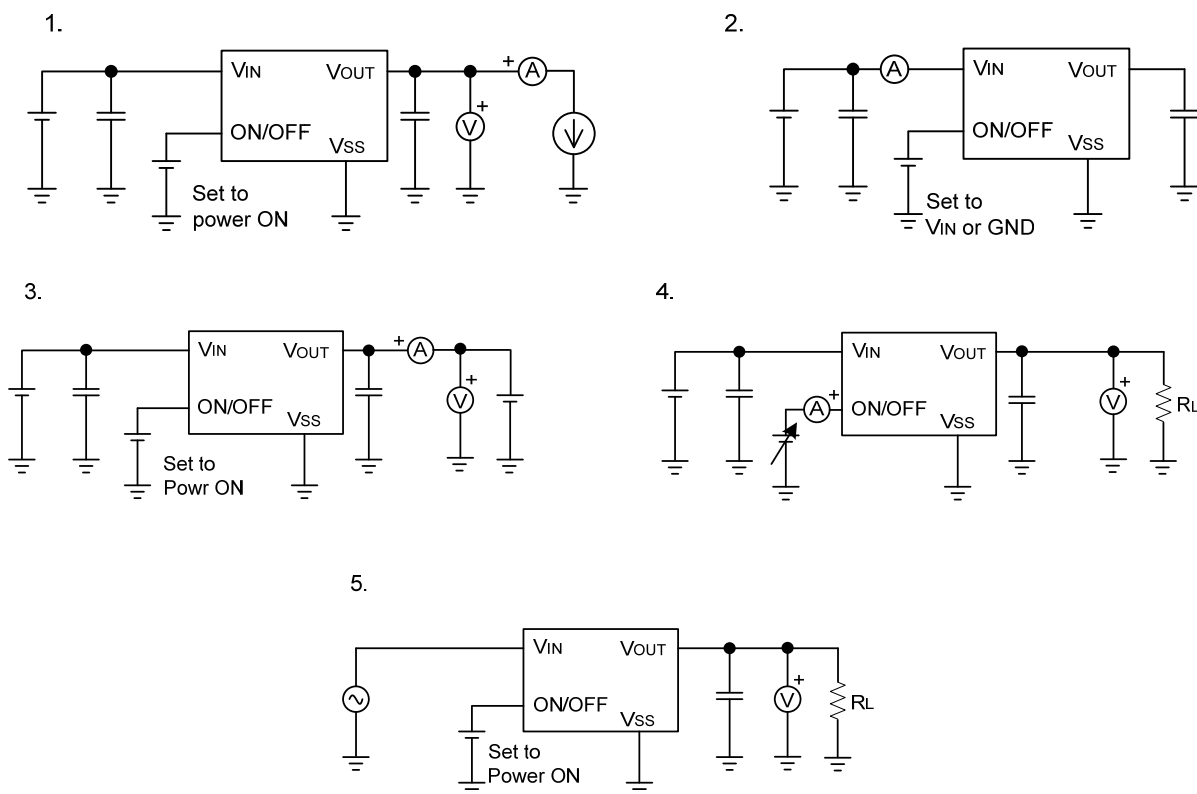 1.
VIN VOUT + A
ON/OFF V +
VSS
Set to
power ON
2.
A VIN VOUT
ON/OFF
VSS
Set to
VIN or GND
3.
VIN VOUT + A
ON/OFF V +
VSS
Set to
Powr ON
4.
VIN VOUT
A + ON/OFF V + RL
VSS
5.
VIN VOUT
ON/OFF V + RL
VSS
Set to
Power ON